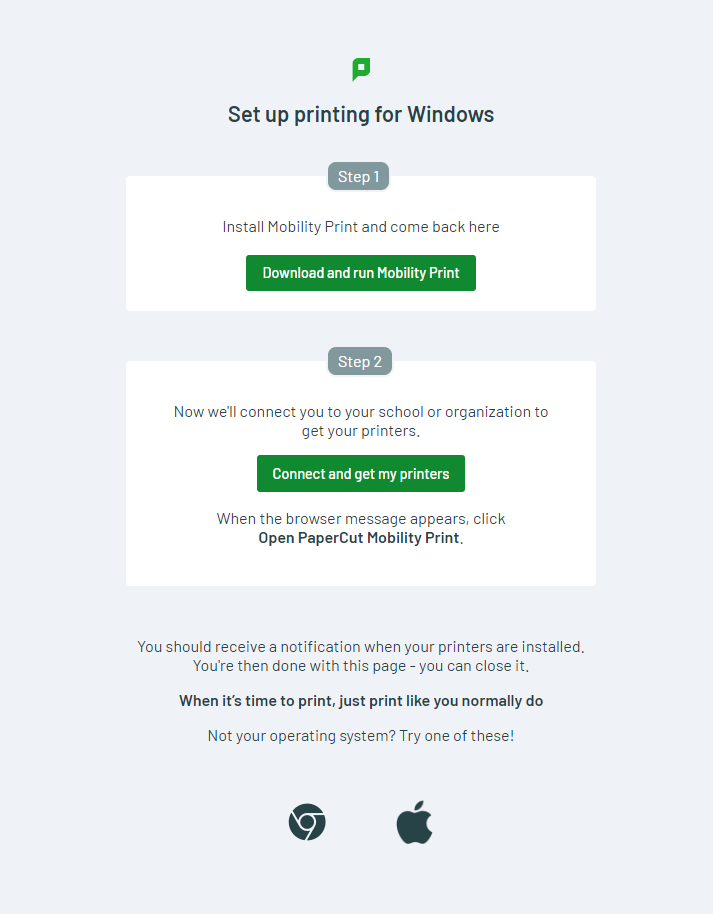 Set up printing for Windows
Step 1
Install Mobility Print and come back here
Download and run Mobility Print
Step 2
Now we'll connect you to your school or organization to
get your printers.
Connect and get my printers
When the browser message appears, click
Open PaperCut Mobility Print.
You should receive a notification when your printers are installed.
You're then done with this page - you can close it.
When it’s time to print, just print like you normally do
Not your operating system? Try one of these!